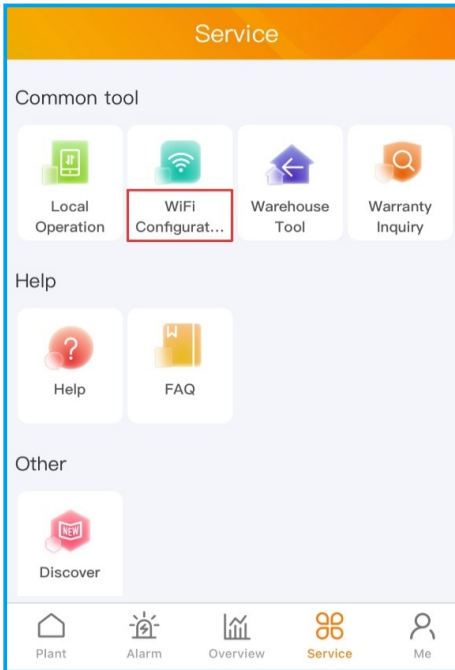 Service
Common tool
Local
Operation
WiFi
Configurat...
Warehouse
Tool
Warranty
Inquiry
Help
Help
FAQ
Other
NEW
Discover
Plant
Alarm
Overview
Service
Me